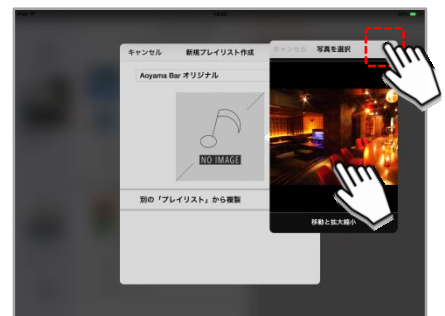 キャンセル 新規プレイリスト作成
キャンセル 写真を選択
Aoyama Bar オリジナル
NO IMAGE
別の「プレイリスト」から複製
移動と拡大縮小